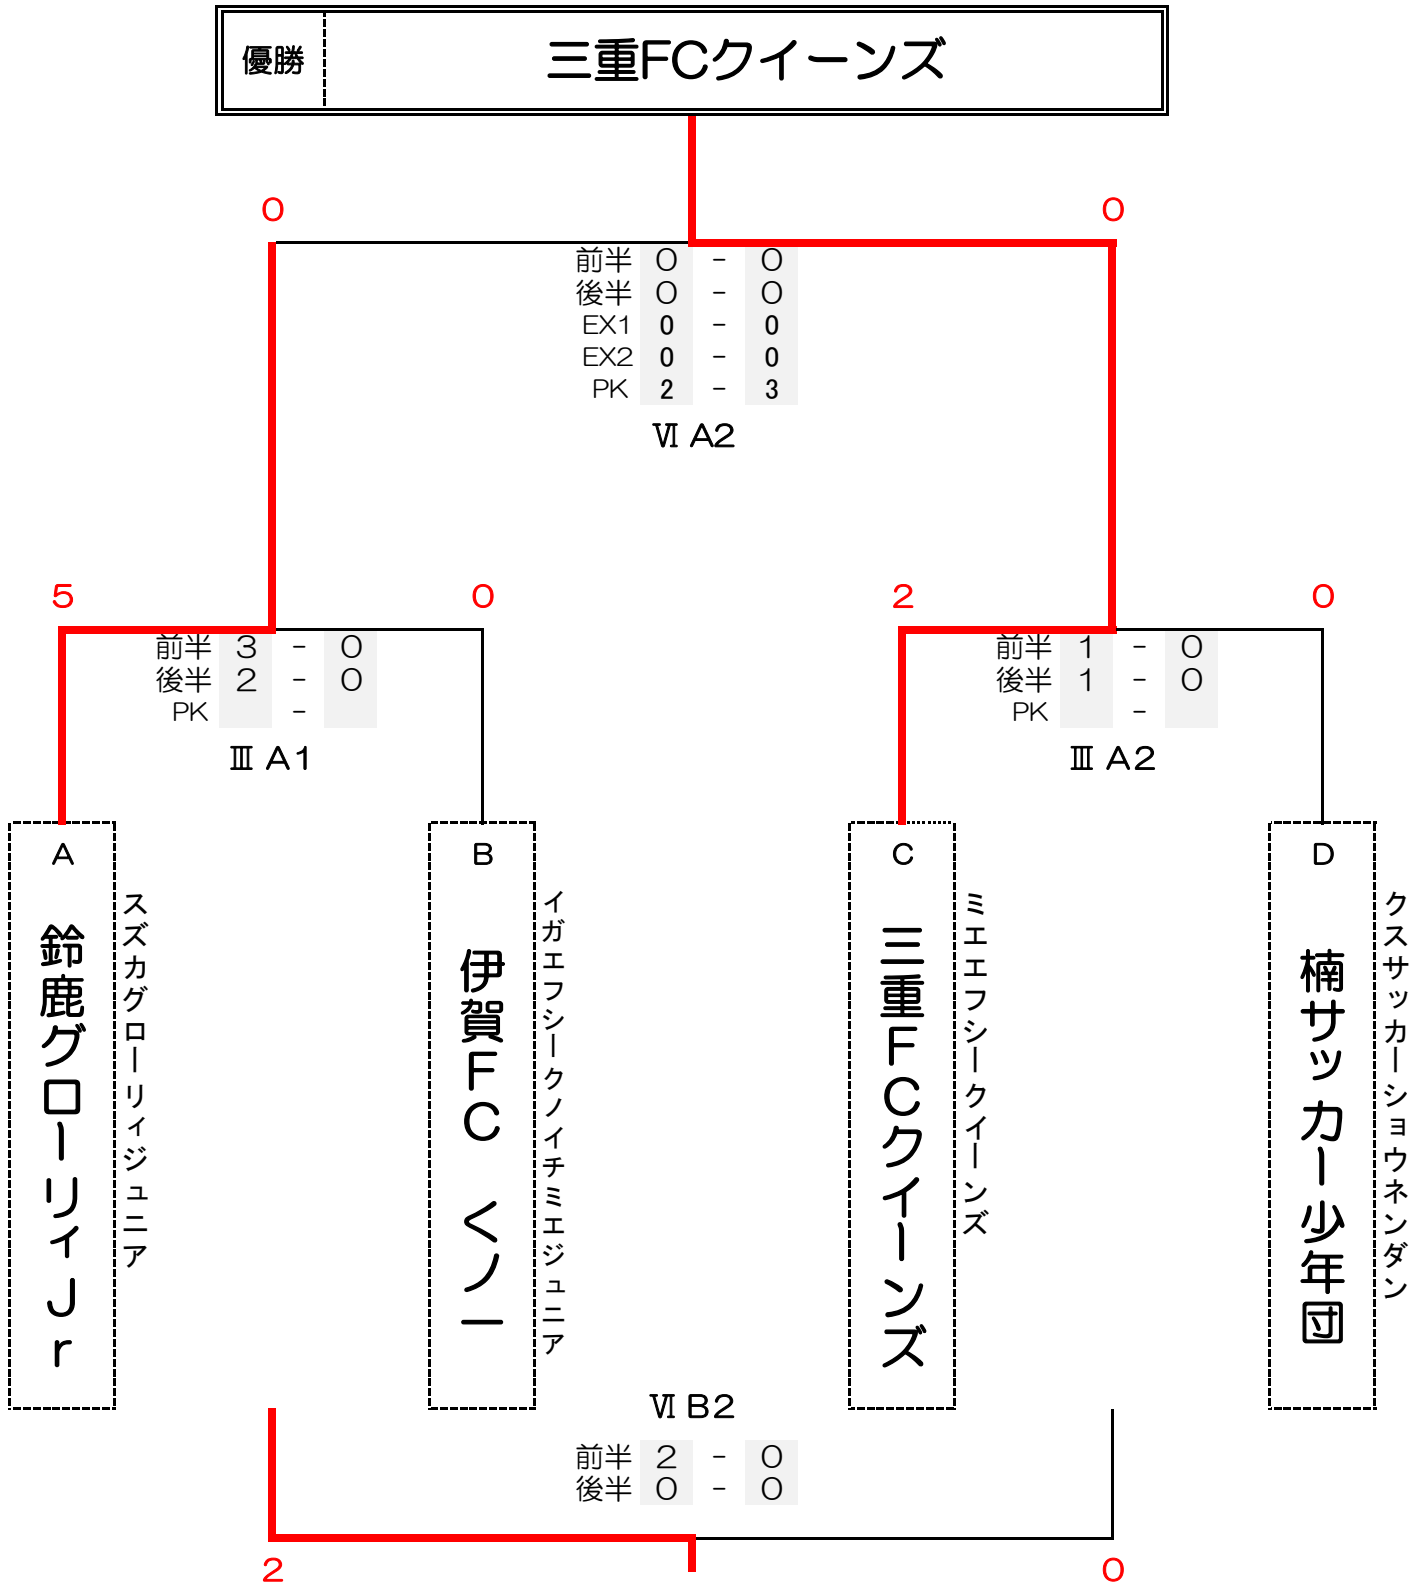 優勝 三重FCクイーンズ
0 0
前半 0 - 0
後半 0 - 0
EX1 0 - 0
EX2 0 - 0
PK 2 - 3
Ⅵ A2
5 0 2 0
前半 3 - 0
後半 2 - 0
PK -
Ⅲ A1
前半 1 - 0
後半 1 - 0
PK -
Ⅲ A2
A
鈴鹿グローリィJr
スズカグローリィジュニア
B
伊賀FC くノ一
イガエフシークノイチミエジュニア
C
三重FCクイーンズ
ミエエフシークイーンズ
D
楠サッカー少年団
クスサッカーショウネンダン
Ⅵ B2
前半 2 - 0
後半 0 - 0
2 0